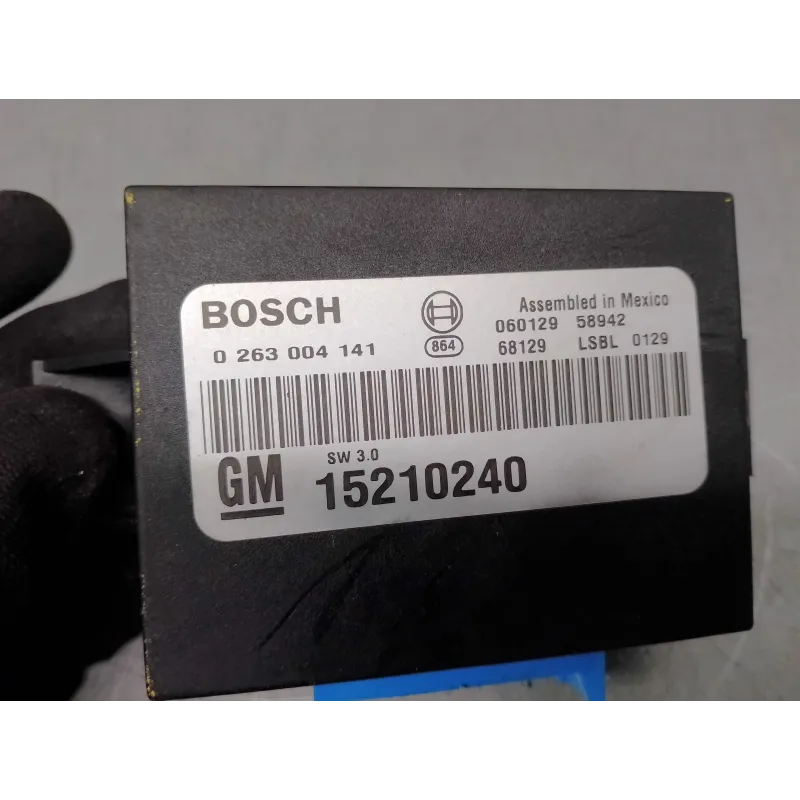 BOSCH
Assembled in Mexico
060129 58942
0 263 004 141
864
68129 LSBL 0129
SW 3.0
GM 15210240